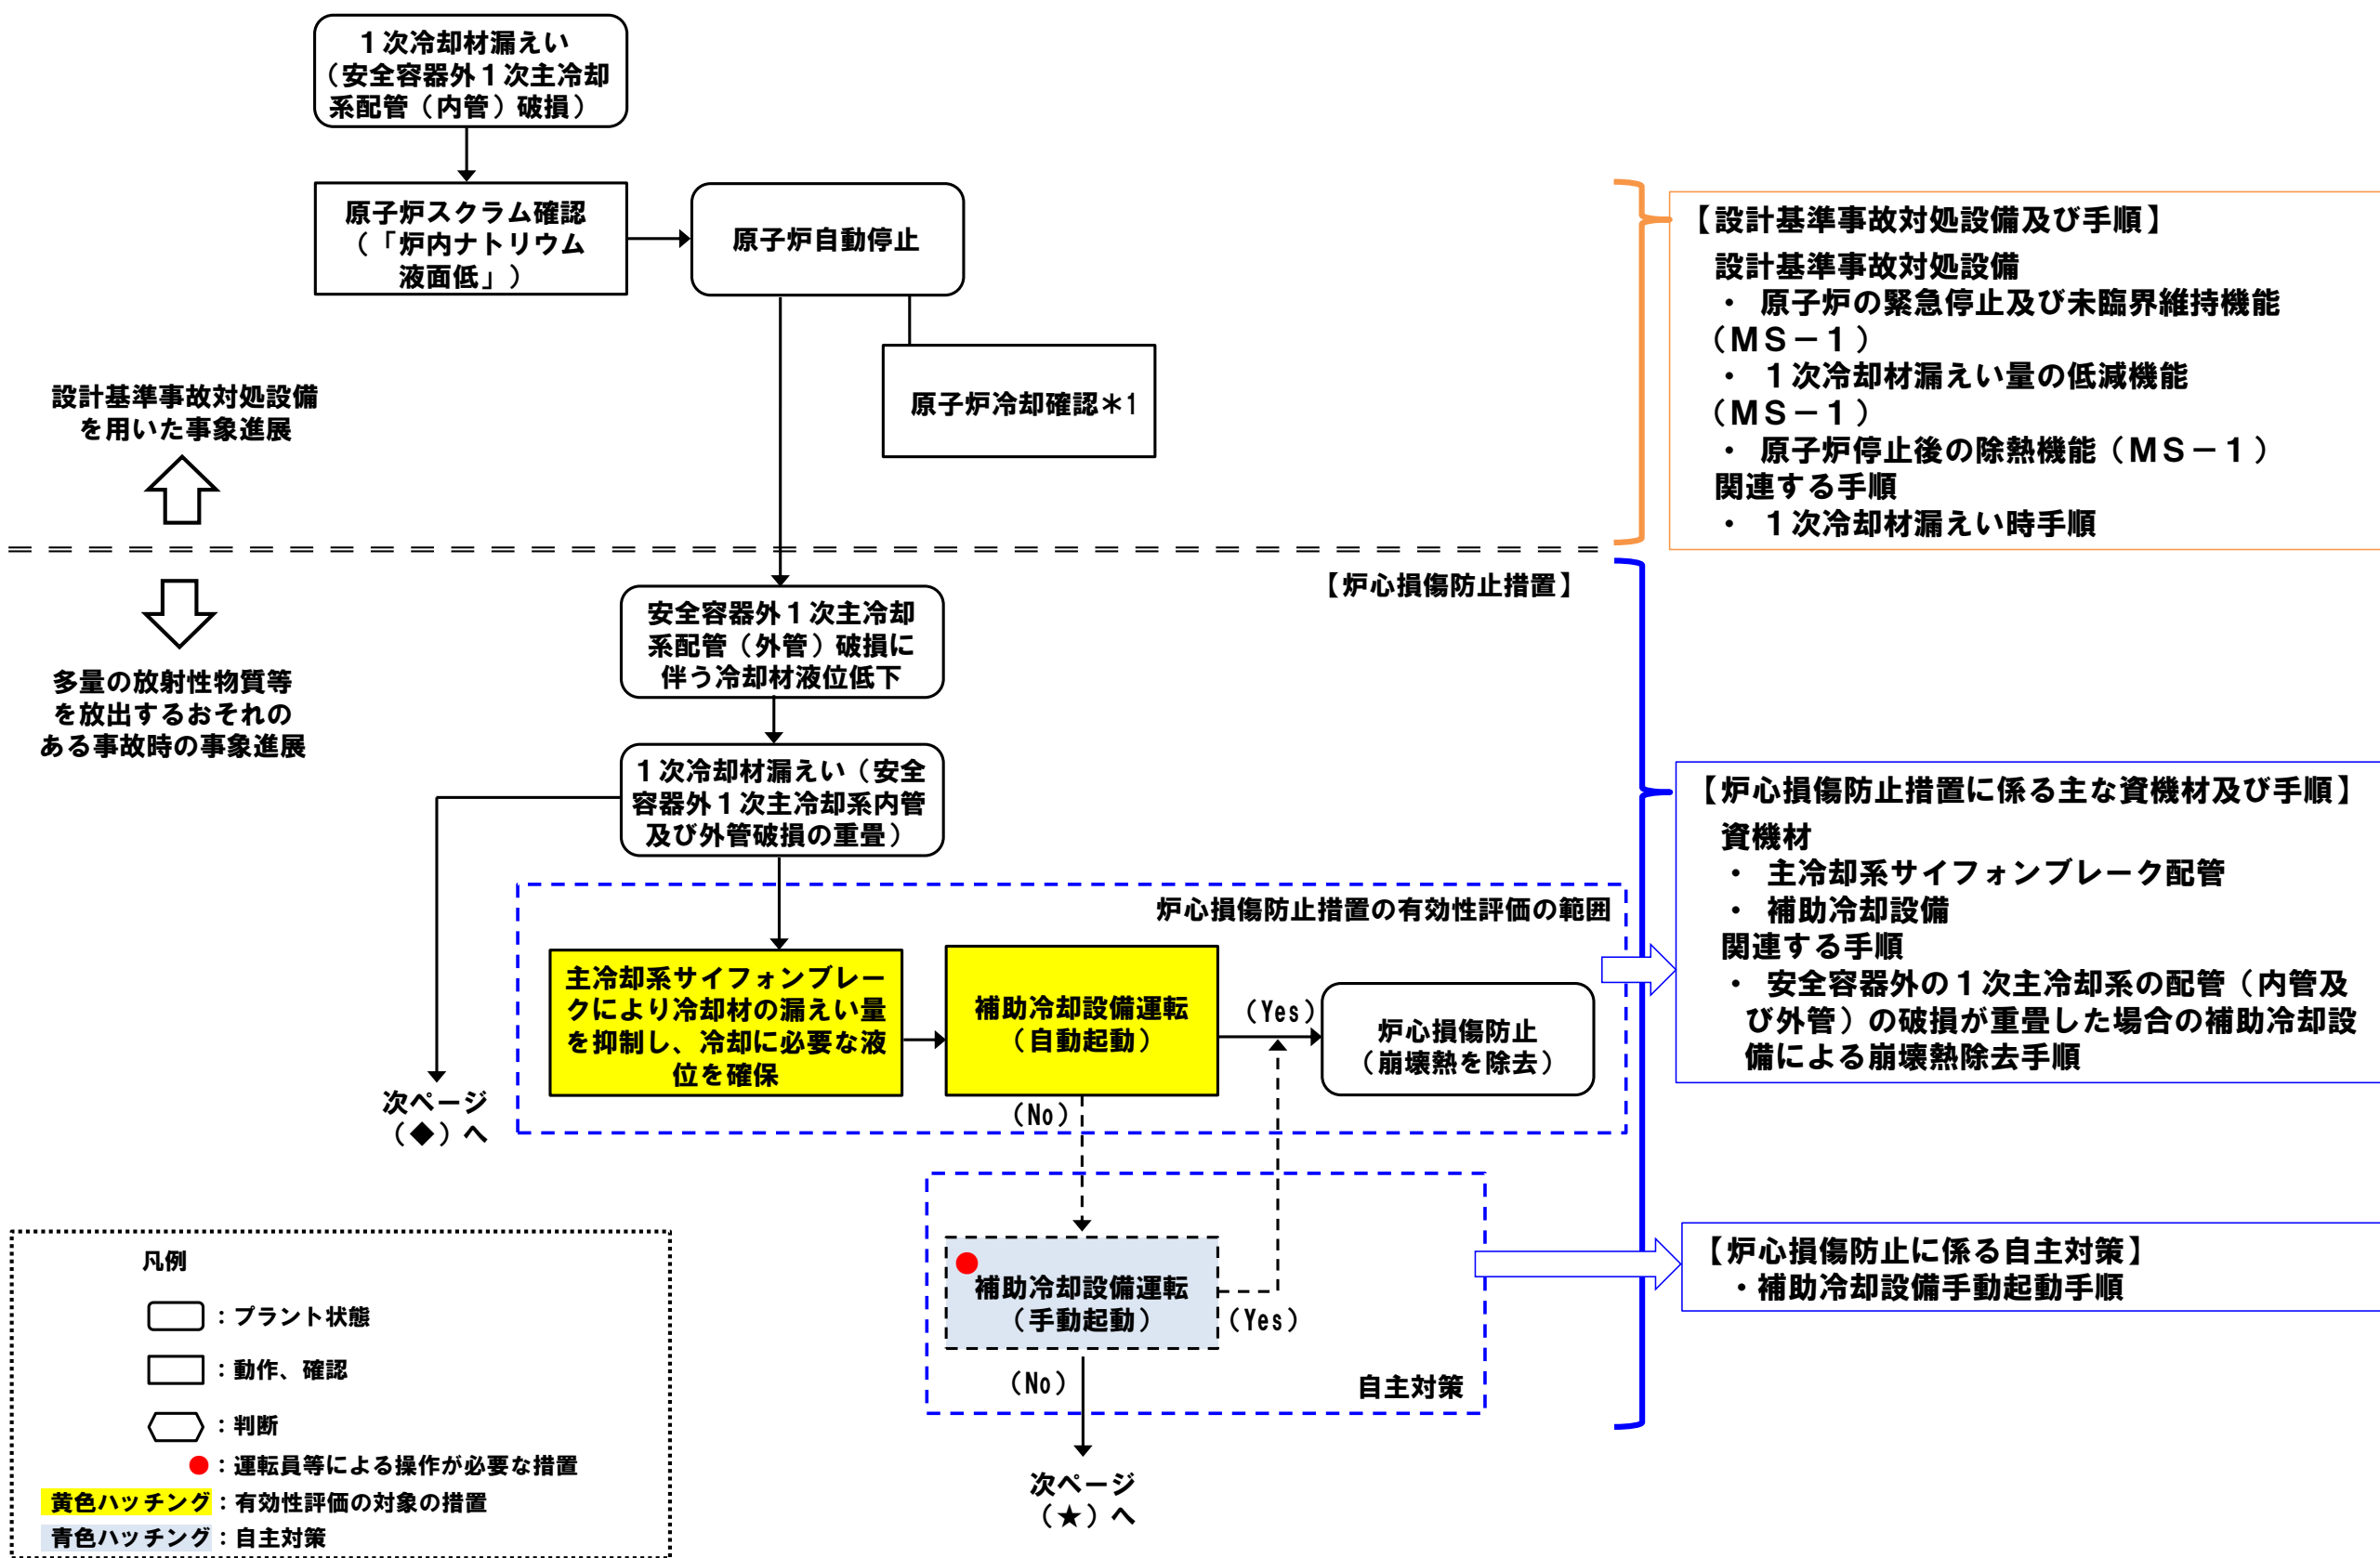 １次冷却材漏えい
（安全容器外１次主冷却
系配管（内管）破損）
原子炉スクラム確認
（「炉内ナトリウム
液面低」）
原子炉自動停止
原子炉冷却確認＊1
設計基準事故対処設備
を用いた事象進展
多量の放射性物質等
を放出するおそれの
ある事故時の事象進展
【設計基準事故対処設備及び手順】
設計基準事故対処設備
・ 原子炉の緊急停止及び未臨界維持機能
（ＭＳ－１）
・ １次冷却材漏えい量の低減機能
（ＭＳ－１）
・ 原子炉停止後の除熱機能（ＭＳ－１）
関連する手順
・ １次冷却材漏えい時手順
【炉心損傷防止措置】
安全容器外１次主冷却
系配管（外管）破損に
伴う冷却材液位低下
１次冷却材漏えい（安全
容器外１次主冷却系内管
及び外管破損の重畳）
炉心損傷防止措置の有効性評価の範囲
主冷却系サイフォンブレー
クにより冷却材の漏えい量
を抑制し、冷却に必要な液
位を確保
補助冷却設備運転
（自動起動）
（Yes）
炉心損傷防止
（崩壊熱を除去）
（No）
次ページ
（◆）へ
補助冷却設備運転
（手動起動）
（Yes）
（No）
自主対策
次ページ
（★）へ
【炉心損傷防止措置に係る主な資機材及び手順】
資機材
・ 主冷却系サイフォンブレーク配管
・ 補助冷却設備
関連する手順
・ 安全容器外の１次主冷却系の配管（内管及
び外管）の破損が重畳した場合の補助冷却設
備による崩壊熱除去手順
【炉心損傷防止に係る自主対策】
・補助冷却設備手動起動手順
凡例
：プラント状態
：動作、確認
：判断
：運転員等による操作が必要な措置
黄色ハッチング：有効性評価の対象の措置
青色ハッチング：自主対策